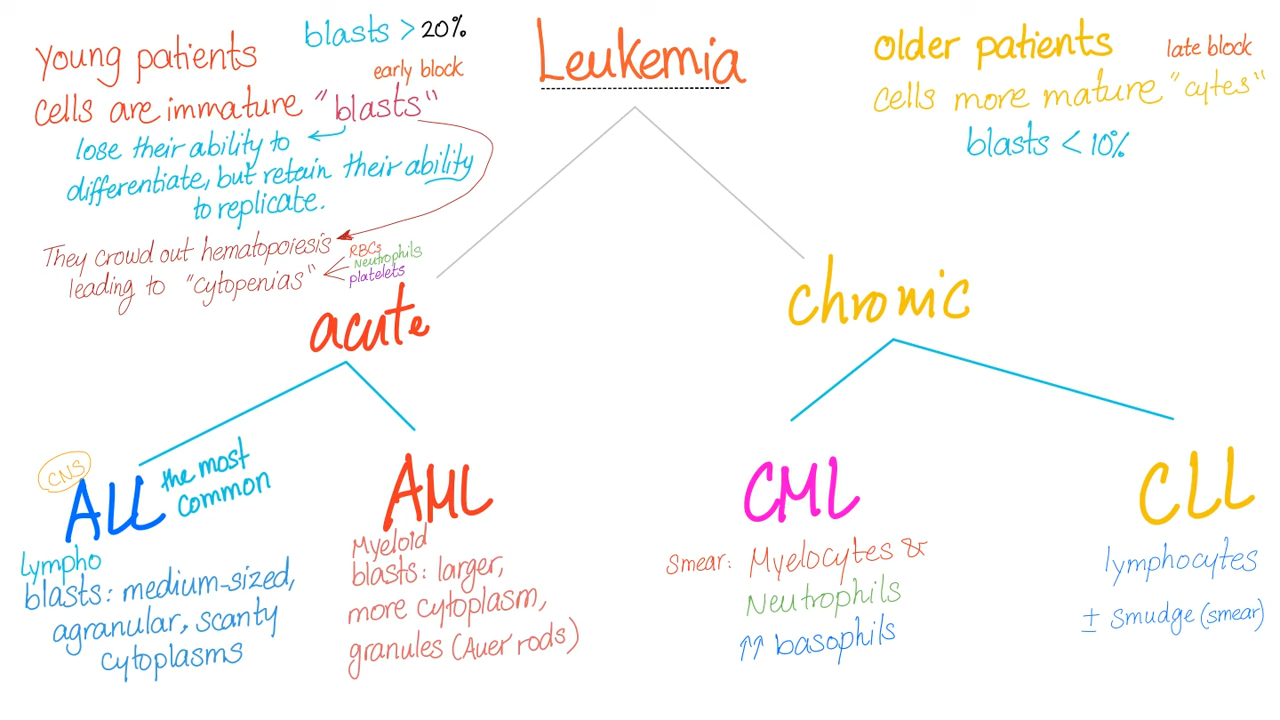 Leukemia
Young patients
blasts > 20%
early block
cells are immature "blasts"
lose their ability to
differentiate, but retain their ability
to replicate.
They crowd out hematopoiesis
leading to "cytopenias"
RBCs
Neutrophils
platelets
acute
older patients
late block
cells more mature "cytes"
blasts < 10%
chronic
CNS
ALL
the most
common
Lympho
blasts: medium-sized,
agranular, scanty
cytoplasms
AML
Myeloid
blasts: larger,
more cytoplasm,
granules (Auer rods)
CML
Smear: Myelocytes &
Neutrophils
↑↑ basophils
CLL
lymphocytes
± Smudge (smear)